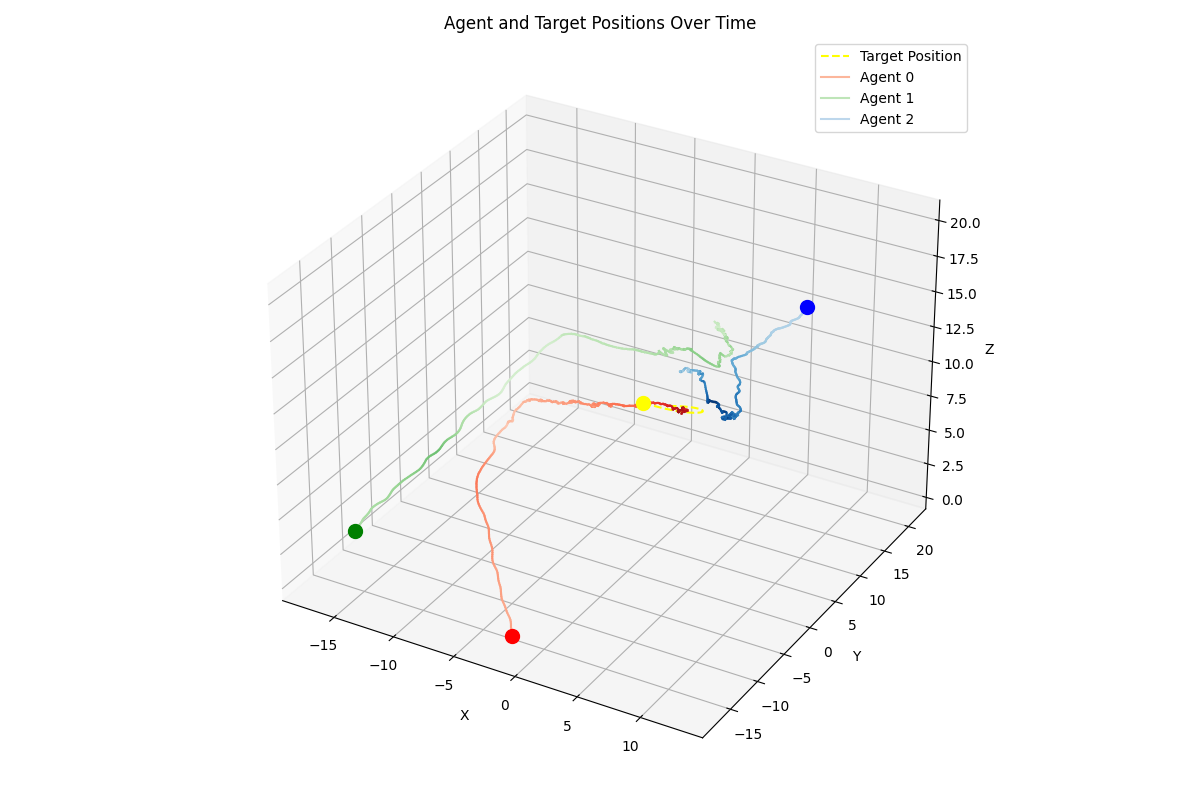 Agent and Target Positions Over Time
Target Position
Agent 0
Agent 1
Agent 2
20.0
17.5
15.0
12.5
10.0
7.5
5.0
2.5
0.0
Z
20
15
10
5
0
−5
−10
−15
Y
−15
−10
−5
0
5
10
X